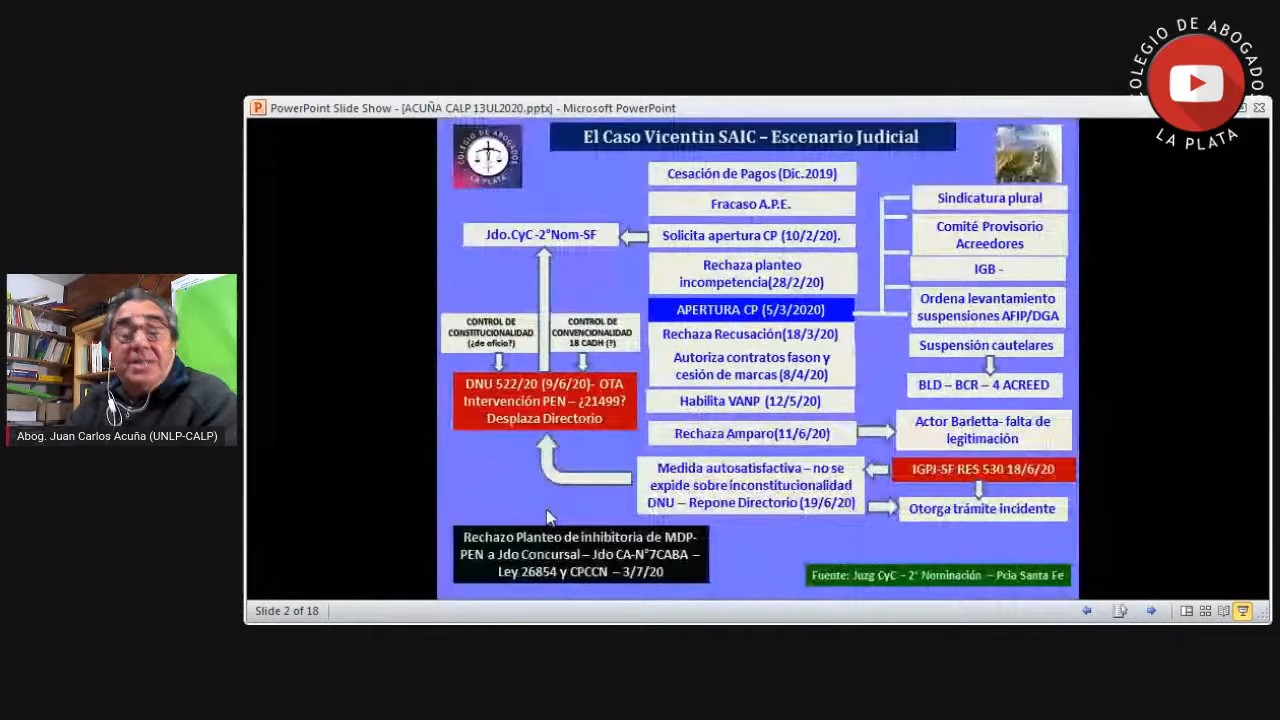 COLEGIO DE ABOGADOS
LA PLATA
PowerPoint Slide Show - [ACUÑA CALP 13UL2020.pptx] - Microsoft PowerPoint
COLEGIO DE ABOGADOS
LA PLATA
El Caso Vicentin SAIC – Escenario Judicial
Cesación de Pagos (Dic.2019)
Fracaso A.P.E.
Jdo.CyC -2°Nom-SF
Solicita apertura CP (10/2/20).
Rechaza planteo
incompetencia(28/2/20)
APERTURA CP (5/3/2020)
Rechaza Recusación(18/3/20)
Autoriza contratos fason y
cesión de marcas (8/4/20)
Habilita VANP (12/5/20)
Rechaza Amparo(11/6/20)
Sindicatura plural
Comité Provisorio
Acreedores
IGB -
Ordena levantamiento
suspensiones AFIP/DGA
Suspensión cautelares
BLD – BCR – 4 ACREED
Actor Barletta- falta de
legitimación
CONTROL DE
CONSTITUCIONALIDAD
(¿de oficio?)
CONTROL DE
CONVENCIONALIDAD
18 CADH (?)
DNU 522/20 (9/6/20)- OTA
Intervención PEN – ¿21499?
Desplaza Directorio
Medida autosatisfactiva – no se
expide sobre inconstitucionalidad
DNU – Repone Directorio (19/6/20)
IGPJ-SF RES 530 18/6/20
Otorga trámite incidente
Rechazo Planteo de inhibitoria de MDP-
PEN a Jdo Concursal – Jdo CA-N°7CABA –
Ley 26854 y CPCCN – 3/7/20
Fuente: Juzg CyC – 2° Nominación – Pcia Santa Fe
Abog. Juan Carlos Acuña (UNLP-CALP)
Slide 2 of 18